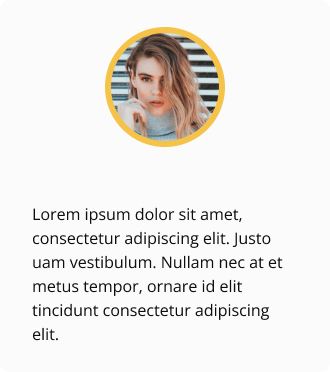 Lorem ipsum dolor sit amet,
consectetur adipiscing elit. Justo
uam vestibulum. Nullam nec at et
metus tempor, ornare id elit
tincidunt consectetur adipiscing
elit.